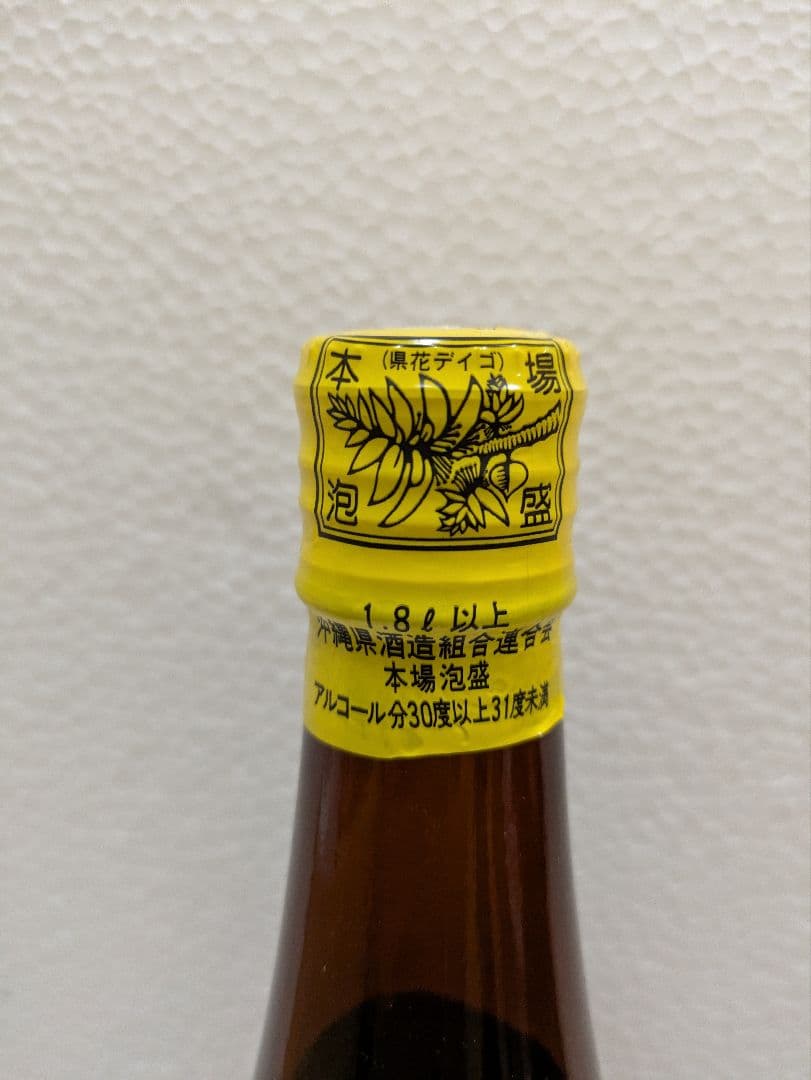 本 (県花デイゴ) 場
泡 盛
1.8ℓ 以上
沖縄県酒造組合連合会
本場泡盛
アルコール分30度以上31度未満